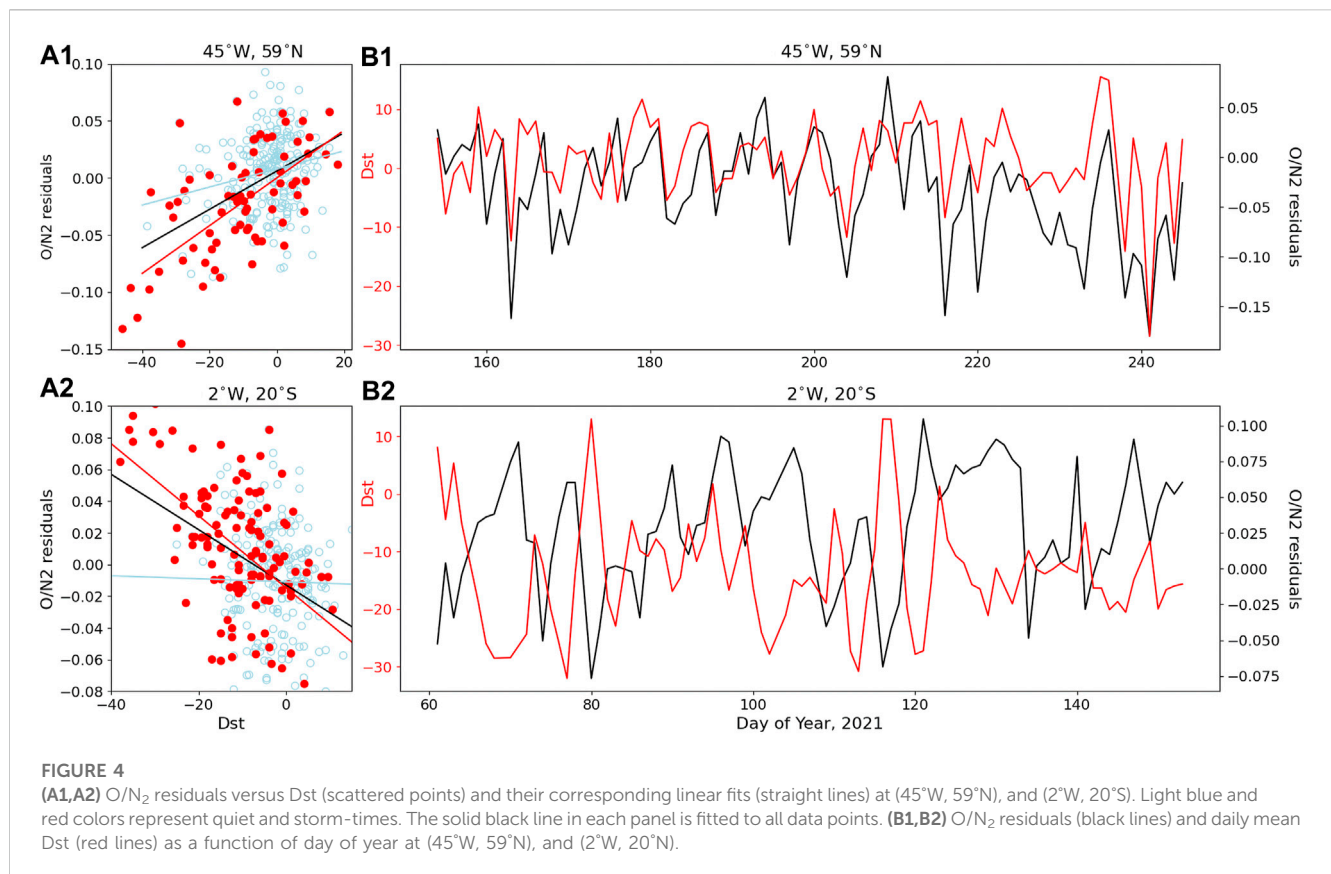 A1
45°W, 59°N
B1
45°W, 59°N
0.10
0.05
0.00
−0.05
−0.10
−0.15
O/N2 residuals
−40
−20
0
20
10
0
−10
−20
−30
Dst
0.05
0.00
−0.05
−0.10
−0.15
O/N2 residuals
160
180
200
220
240
A2
2°W, 20°S
B2
2°W, 20°S
0.10
0.08
0.06
0.04
0.02
0.00
−0.02
−0.04
−0.06
−0.08
O/N2 residuals
−40
−20
0
Dst
10
0
−10
−20
−30
Dst
0.100
0.075
0.050
0.025
0.000
−0.025
−0.050
−0.075
O/N2 residuals
60
80
100
120
140
Day of Year, 2021
FIGURE 4
(A1,A2) O/N₂ residuals versus Dst (scattered points) and their corresponding linear fits (straight lines) at (45°W, 59°N), and (2°W, 20°S). Light blue and
red colors represent quiet and storm-times. The solid black line in each panel is fitted to all data points. (B1,B2) O/N₂ residuals (black lines) and daily mean
Dst (red lines) as a function of day of year at (45°W, 59°N), and (2°W, 20°N).